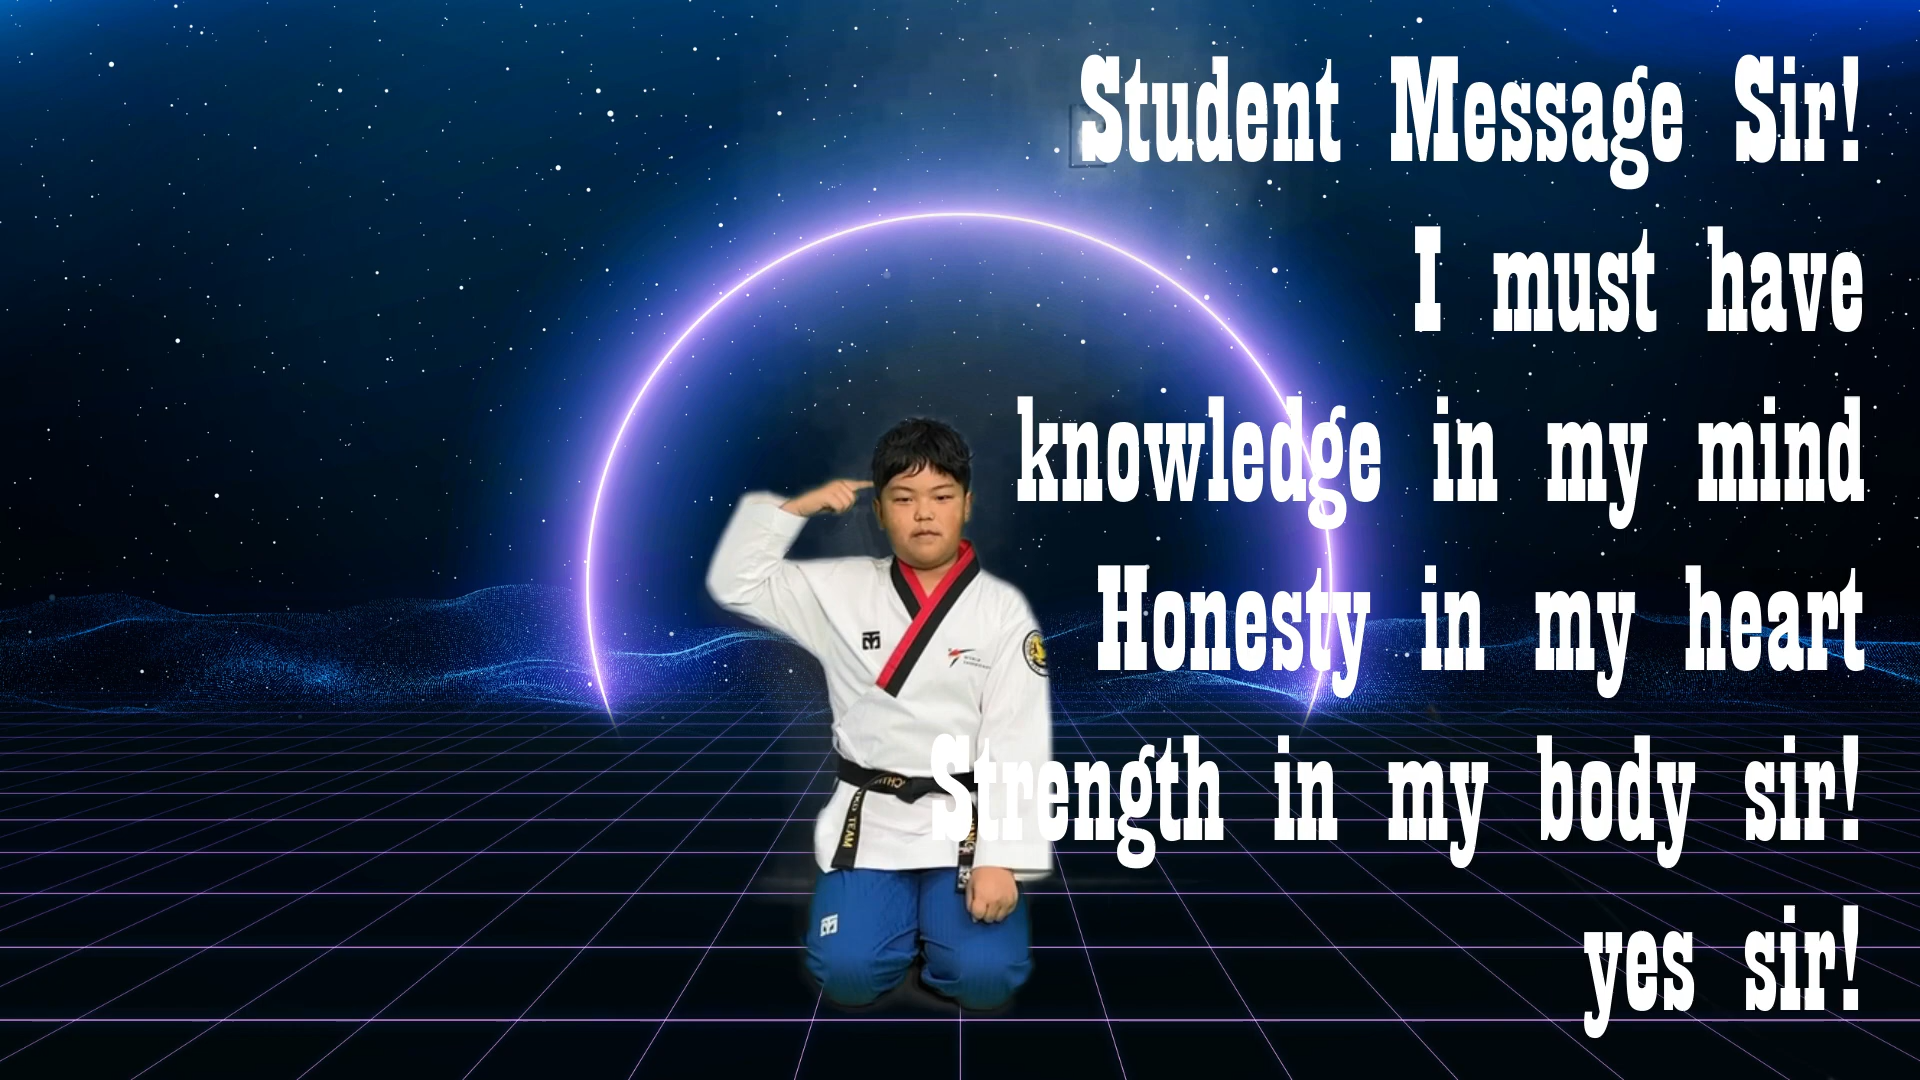 Student Message Sir!
I must have
knowledge in my mind
Honesty in my heart
Strength in my body sir!
yes sir!
TEAM